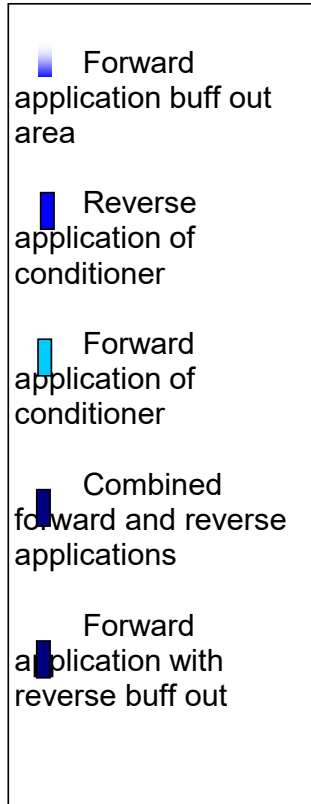 Forward
application buff out
area
Reverse
application of
conditioner
Forward
application of
conditioner
Combined
forward and reverse
applications
Forward
application with
reverse buff out